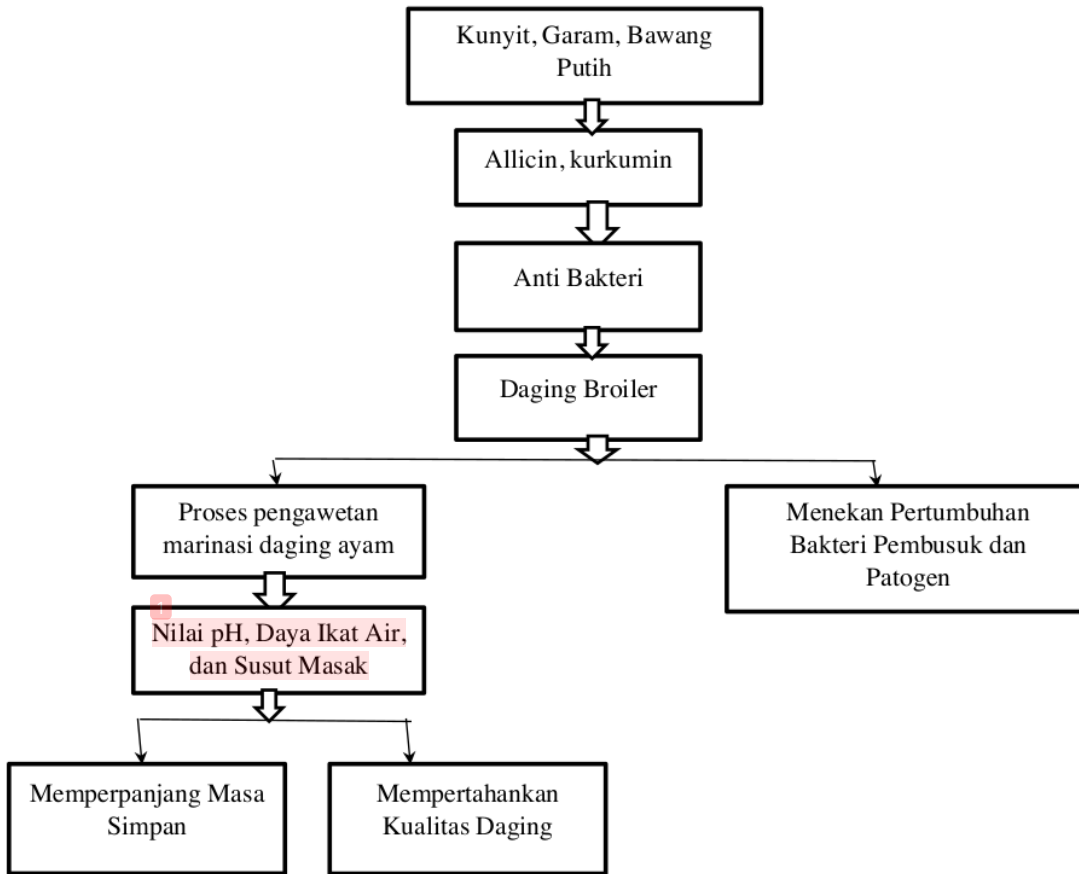 Kunyit, Garam, Bawang
Putih
Allicin, kurkumin
Anti Bakteri
Daging Broiler
Proses pengawetan
marinasi daging ayam
Menekan Pertumbuhan
Bakteri Pembusuk dan
Patogen
1
Nilai pH, Daya Ikat Air,
dan Susut Masak
Memperpanjang Masa
Simpan
Mempertahankan
Kualitas Daging